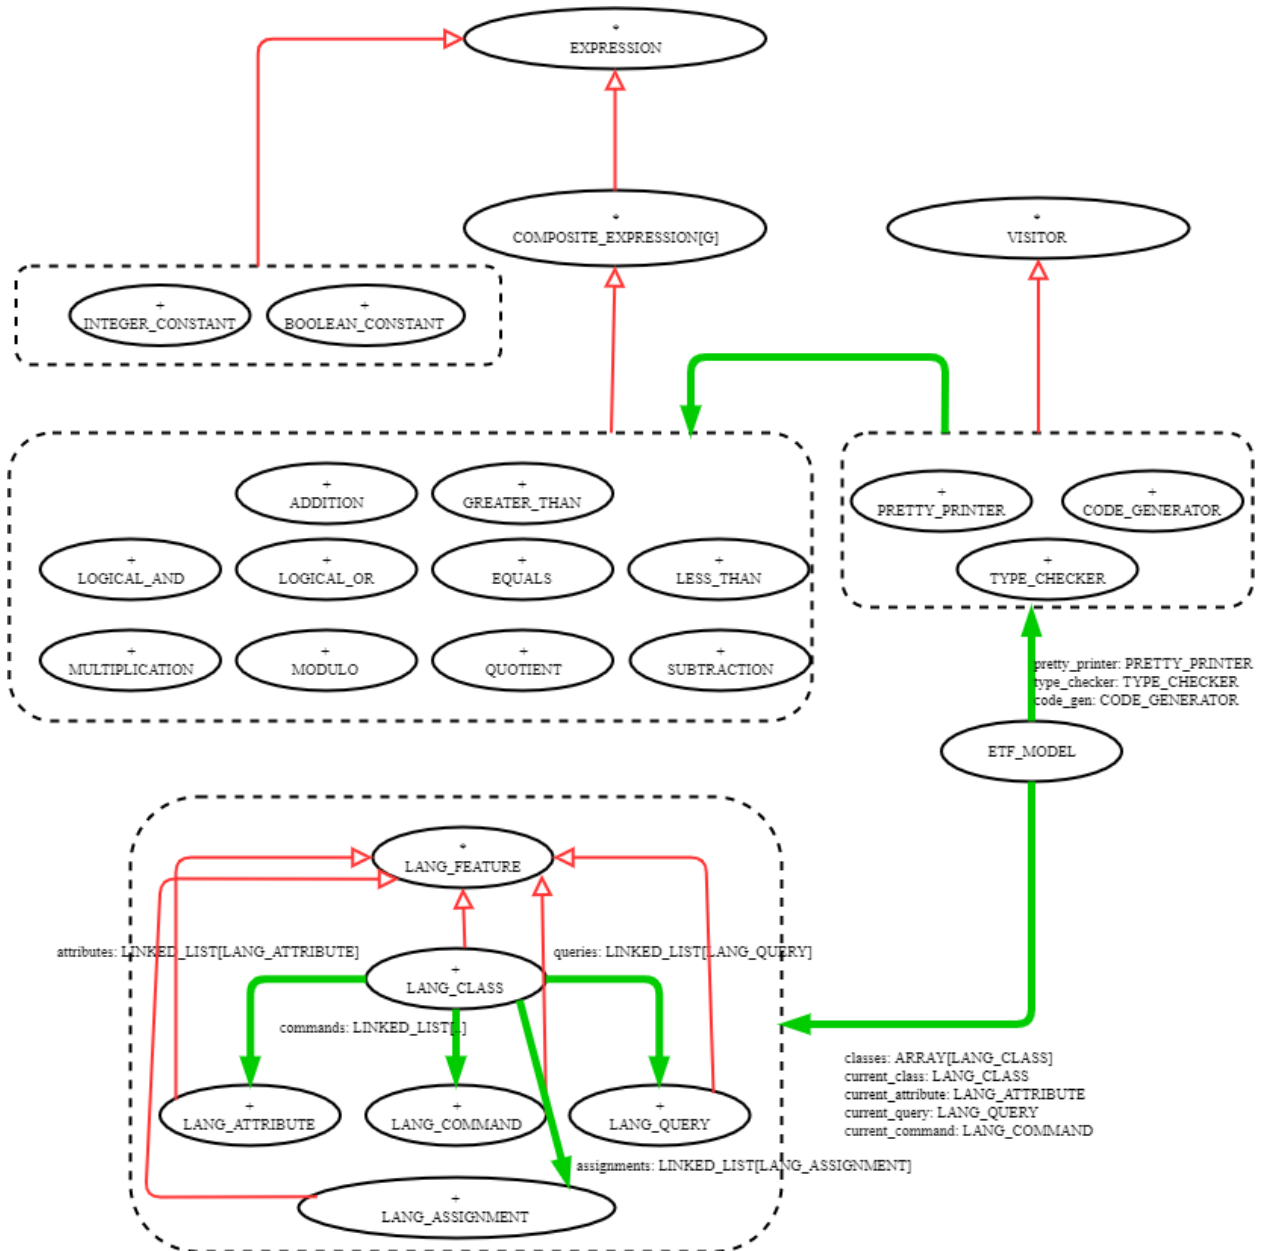 *
EXPRESSION
*
COMPOSITE_EXPRESSION[G]
*
VISITOR
+
INTEGER_CONSTANT
+
BOOLEAN_CONSTANT
+
ADDITION
+
GREATER_THAN
+
PRETTY_PRINTER
+
CODE_GENERATOR
+
LOGICAL_AND
+
LOGICAL_OR
+
EQUALS
+
LESS_THAN
+
TYPE_CHECKER
+
MULTIPLICATION
+
MODULO
+
QUOTIENT
+
SUBTRACTION
pretty_printer: PRETTY_PRINTER
type_checker: TYPE_CHECKER
code_gen: CODE_GENERATOR
ETF_MODEL
*
LANG_FEATURE
attributes: LINKED_LIST[LANG_ATTRIBUTE]
queries: LINKED_LIST[LANG_QUERY]
+
LANG_CLASS
commands: LINKED_LIST[..]
classes: ARRAY[LANG_CLASS]
current_class: LANG_CLASS
current_attribute: LANG_ATTRIBUTE
current_query: LANG_QUERY
current_command: LANG_COMMAND
+
LANG_ATTRIBUTE
+
LANG_COMMAND
+
LANG_QUERY
assignments: LINKED_LIST[LANG_ASSIGNMENT]
+
LANG_ASSIGNMENT